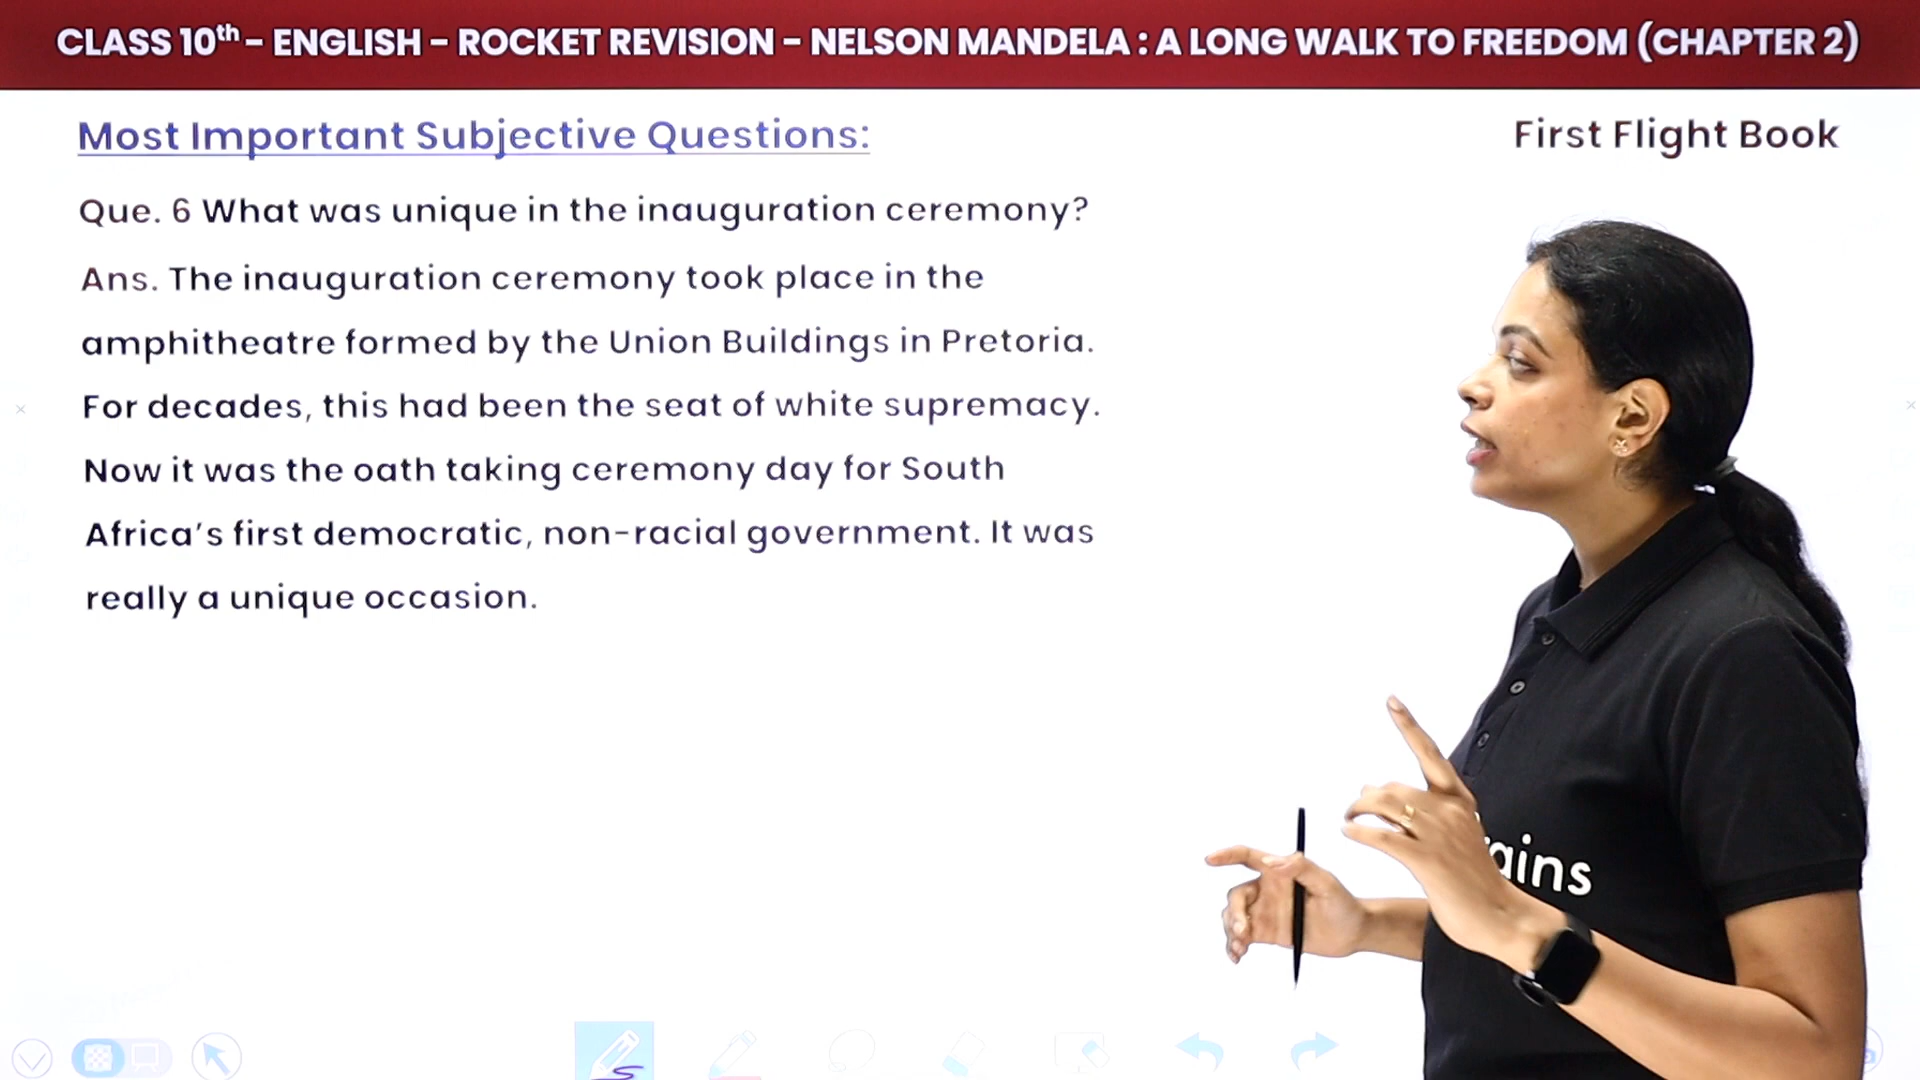 CLASS 10th - ENGLISH - ROCKET REVISION - NELSON MANDELA : A LONG WALK TO FREEDOM (CHAPTER 2)
Most Important Subjective Questions:
First Flight Book
Que. 6 What was unique in the inauguration ceremony?
Ans. The inauguration ceremony took place in the
amphitheatre formed by the Union Buildings in Pretoria.
For decades, this had been the seat of white supremacy.
Now it was the oath taking ceremony day for South
Africa's first democratic, non-racial government. It was
really a unique occasion.